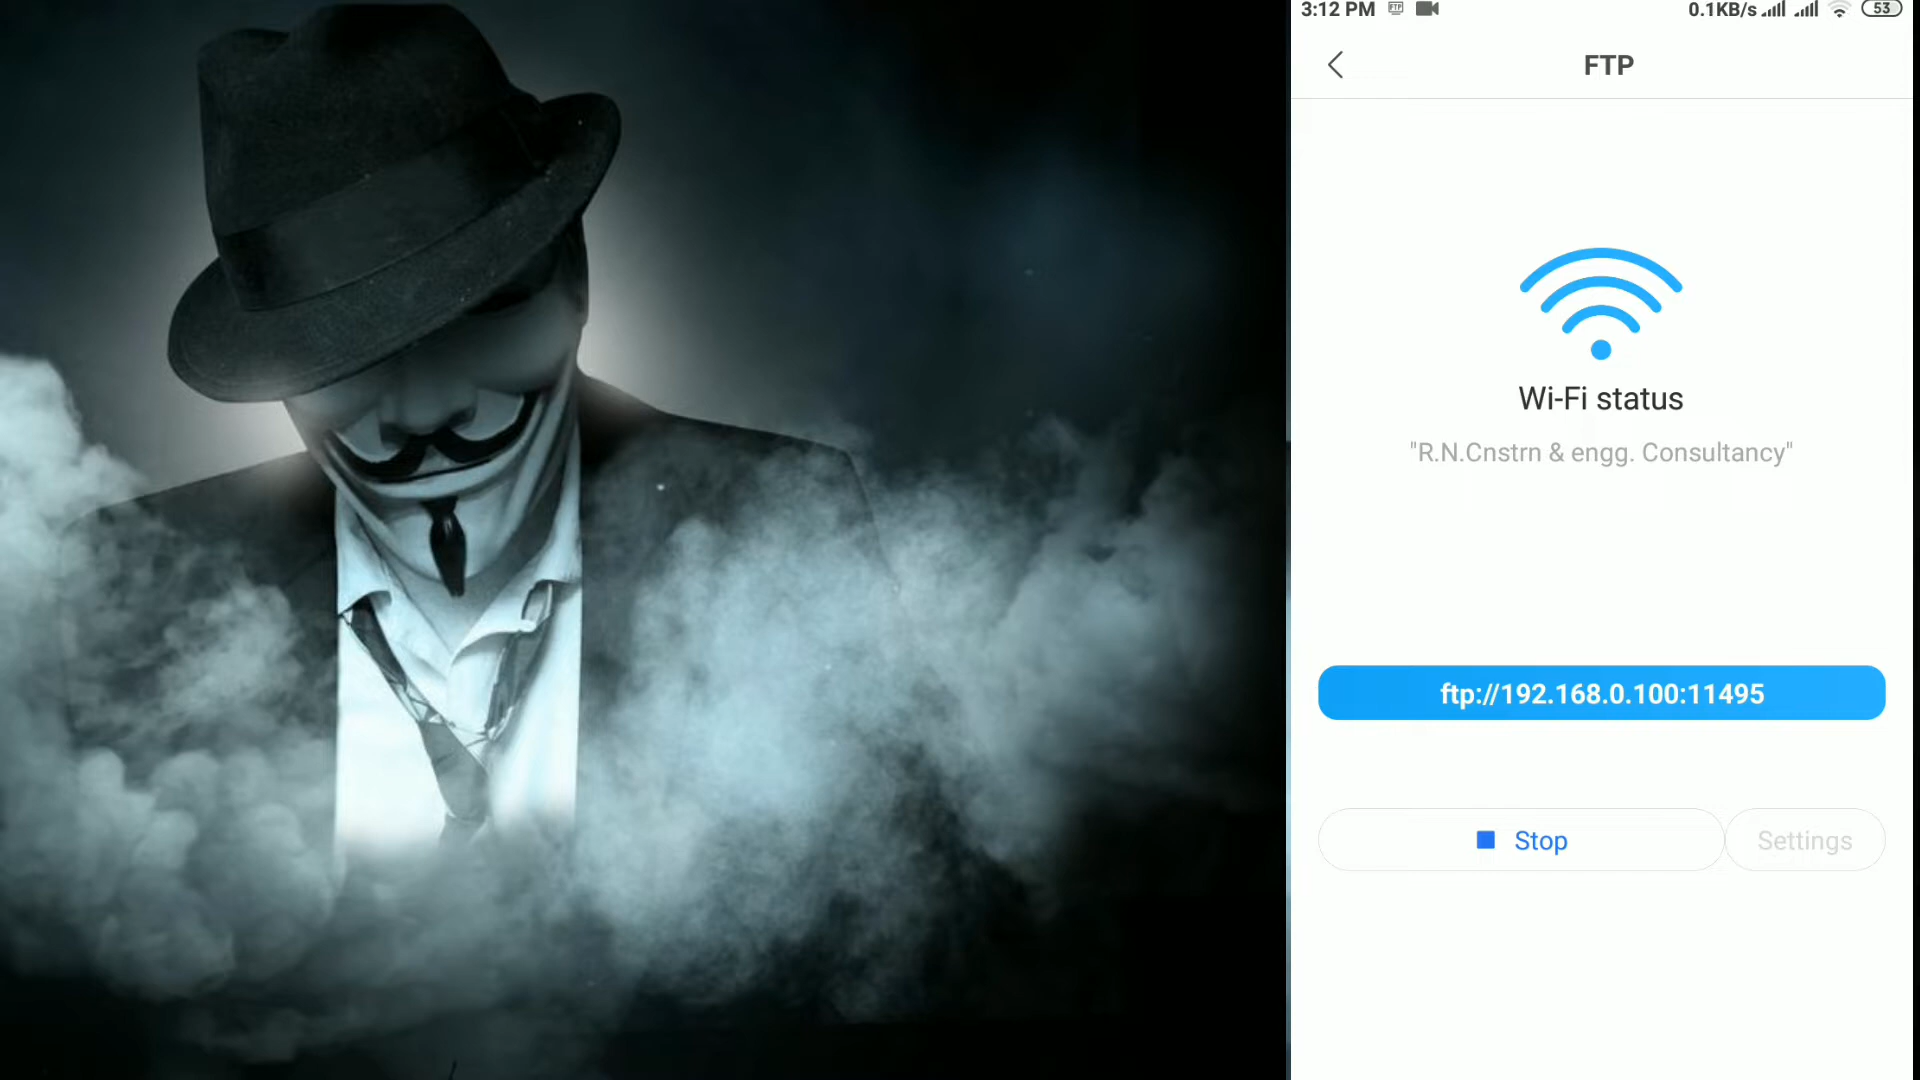 3:12 PM FTP 0.1KB/s 53
FTP
Wi-Fi status
"R.N.Cnstrn & engg. Consultancy"
ftp://192.168.0.100:11495
Stop Settings